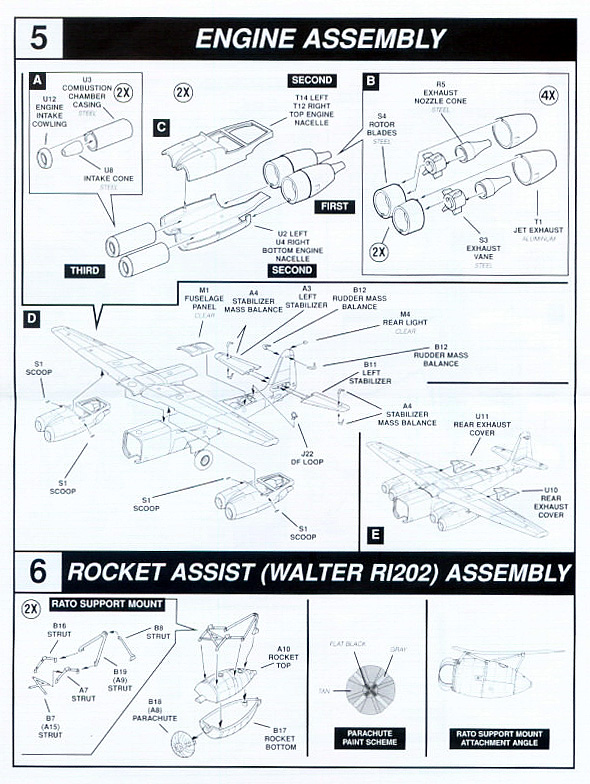 5
ENGINE ASSEMBLY
A
U3
COMBUSTION
CHAMBER
CASING
STEEL
2X
U12
ENGINE
INTAKE
COWLING
U8
INTAKE CONE
STEEL
2X
SECOND
T14 LEFT
T12 RIGHT
TOP ENGINE
NACELLE
C
FIRST
U2 LEFT
U4 RIGHT
BOTTOM ENGINE
NACELLE
SECOND
THIRD
B
R5
EXHAUST
NOZZLE CONE
4X
S4
ROTOR
BLADES
STEEL
2X
S3
EXHAUST
VANE
STEEL
T1
JET EXHAUST
ALUMINUM
D
M1
FUSELAGE
PANEL
CLEAR
A4
STABILIZER
MASS BALANCE
A3
LEFT
STABILIZER
B12
RUDDER MASS
BALANCE
M4
REAR LIGHT
CLEAR
B12
RUDDER MASS
BALANCE
B11
LEFT
STABILIZER
A4
STABILIZER
MASS BALANCE
S1
SCOOP
S1
SCOOP
J22
DF LOOP
S1
SCOOP
S1
SCOOP
U11
REAR EXHAUST
COVER
U10
REAR
EXHAUST
COVER
E
6
ROCKET ASSIST (WALTER RI202) ASSEMBLY
2X
RATO SUPPORT MOUNT
B16
STRUT
B8
STRUT
B19
(A9)
STRUT
A7
STRUT
B7
(A15)
STRUT
A10
ROCKET
TOP
B18
(A8)
PARACHUTE
B17
ROCKET
BOTTOM
FLAT BLACK
GRAY
TAN
PARACHUTE
PAINT SCHEME
RATO SUPPORT MOUNT
ATTACHMENT ANGLE